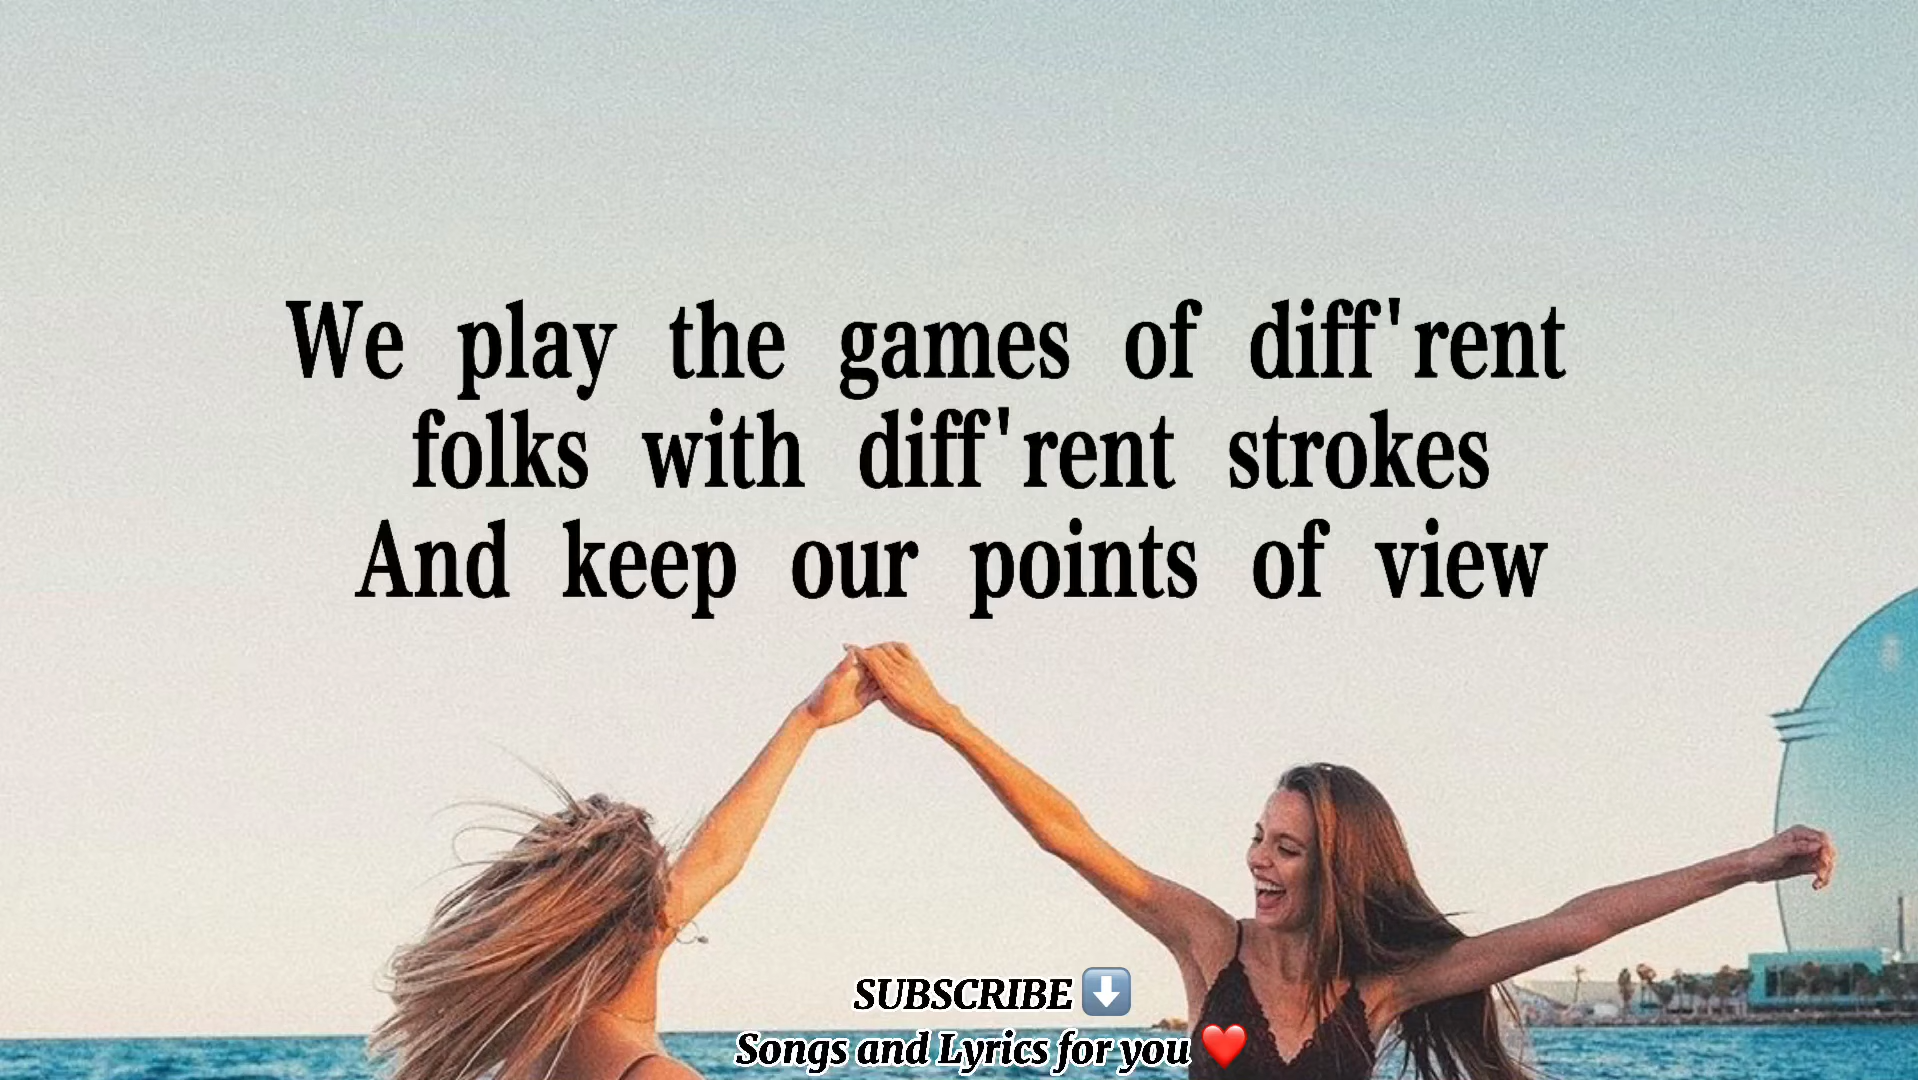 We play the games of diff'rent
folks with diff'rent strokes
And keep our points of view
SUBSCRIBE ⬇️
Songs and Lyrics for you ❤️